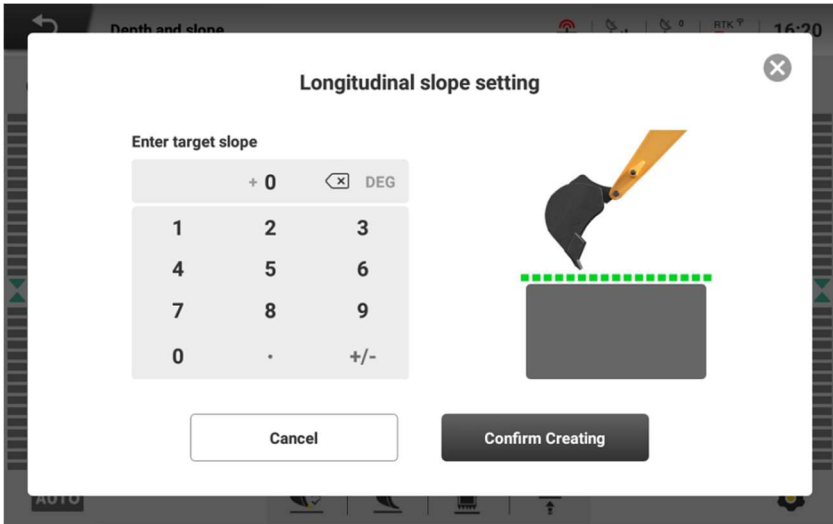 Depth and slope
RTK
16:20
Longitudinal slope setting
Enter target slope
+ 0 DEG
1 2 3
4 5 6
7 8 9
0 . +/-
Cancel
Confirm Creating
AUTO